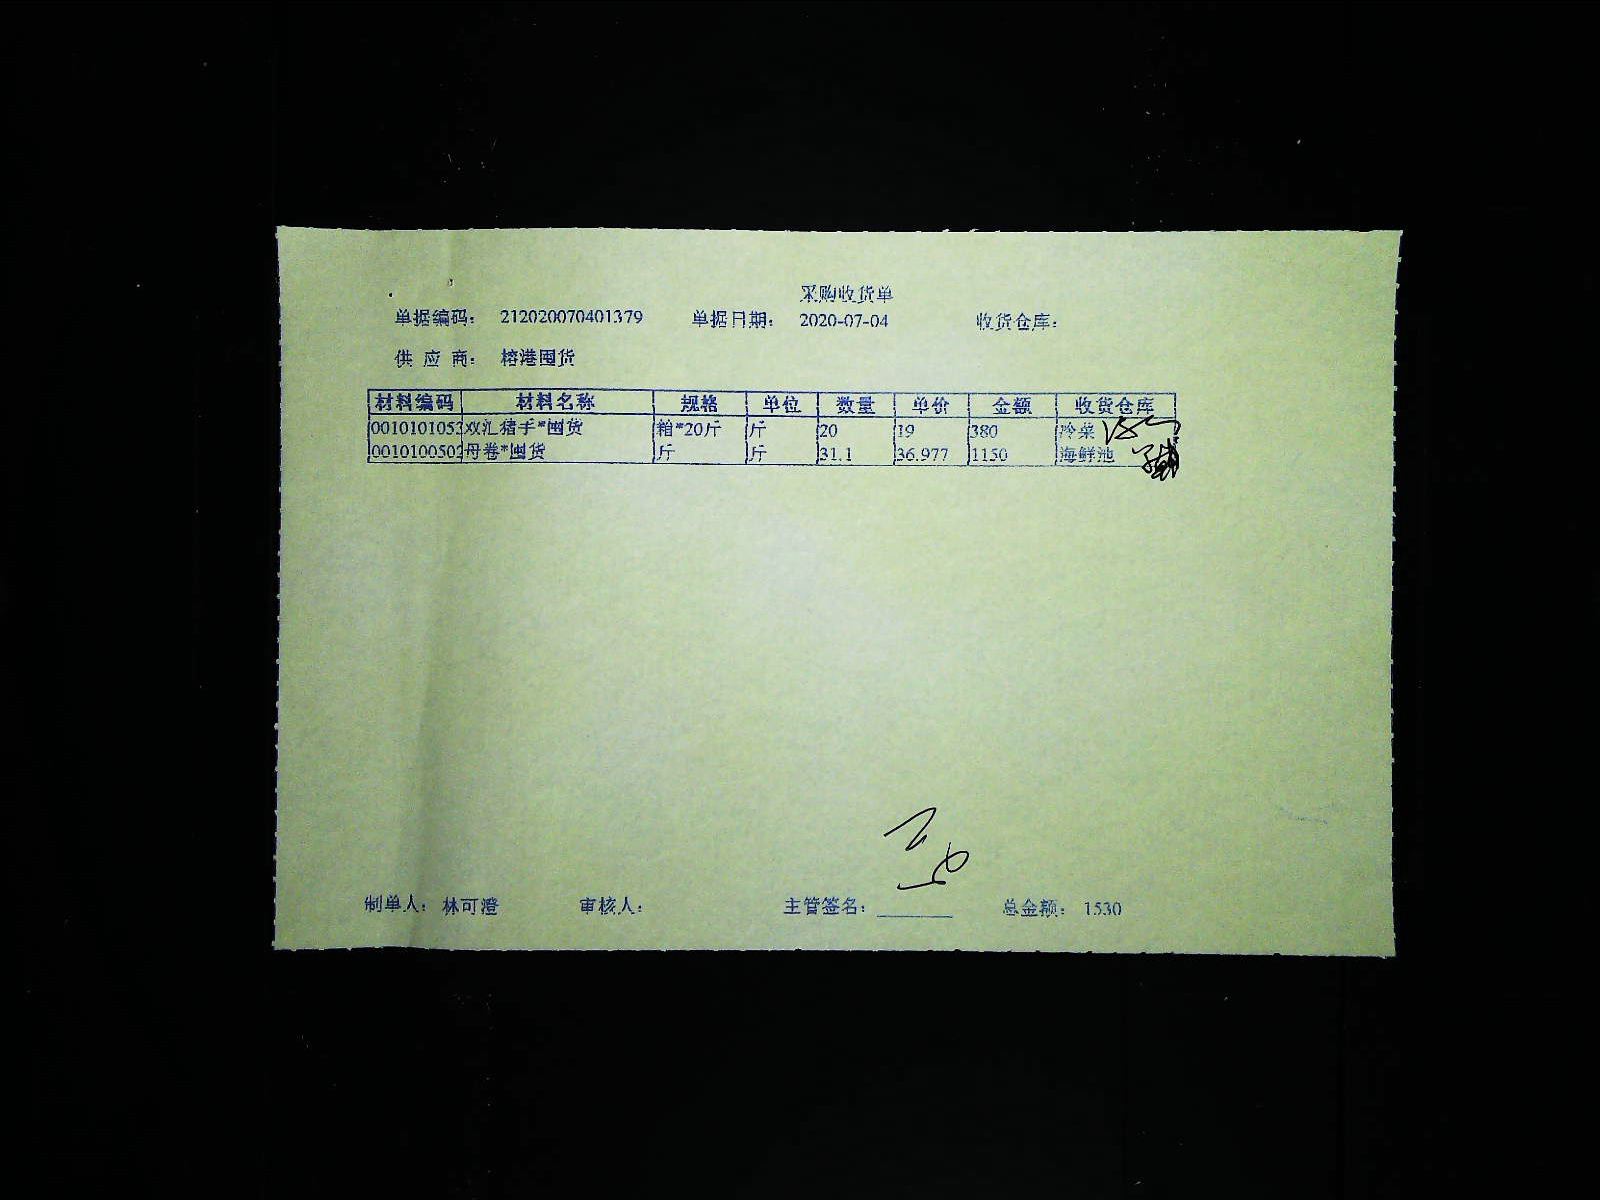 采购收货单
单据编码： 212020070401379 单据日期： 2020-07-04 收货仓库：
供 应 商： 榕港囤货
材料编码 材料名称 规格 单位 数量 单价 金额 收货仓库
0010101053 双汇猪手*囤货 箱*20斤 斤 20 19 380 冷菜
0010100502 母卷*囤货 斤 斤 31.1 36.977 1150 海鲜池
制单人： 林可澄 审核人： 主管签名： 总金额： 1530